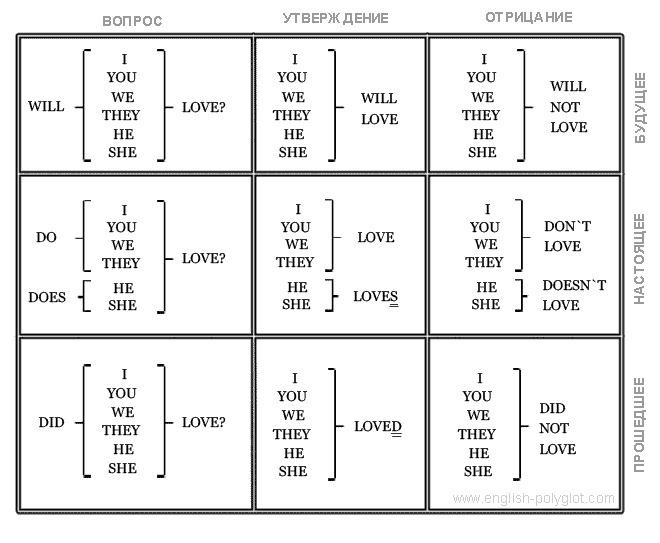 ВОПРОС УТВЕРЖДЕНИЕ ОТРИЦАНИЕ
WILL
I
YOU
WE
THEY
HE
SHE
LOVE?
I
YOU
WE
THEY
HE
SHE
WILL
LOVE
I
YOU
WE
THEY
HE
SHE
WILL
NOT
LOVE
БУДУЩЕЕ
DO
I
YOU
WE
THEY
DOES
HE
SHE
LOVE?
I
YOU
WE
THEY
LOVE
HE
SHE
LOVES
I
YOU
WE
THEY
DON`T
LOVE
HE
SHE
DOESN`T
LOVE
НАСТОЯЩЕЕ
DID
I
YOU
WE
THEY
HE
SHE
LOVE?
I
YOU
WE
THEY
HE
SHE
LOVED
I
YOU
WE
THEY
HE
SHE
DID
NOT
LOVE
ПРОШЕДШЕЕ
www.english-polyglot.com